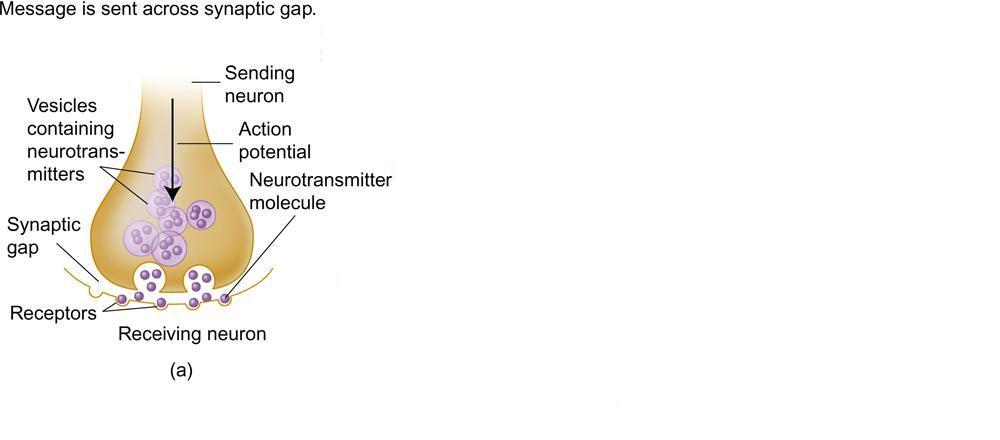 Message is sent across synaptic gap.
Sending
neuron
Vesicles
containing
neurotrans-
mitters
Action
potential
Neurotransmitter
molecule
Synaptic
gap
Receptors
Receiving neuron
(a)